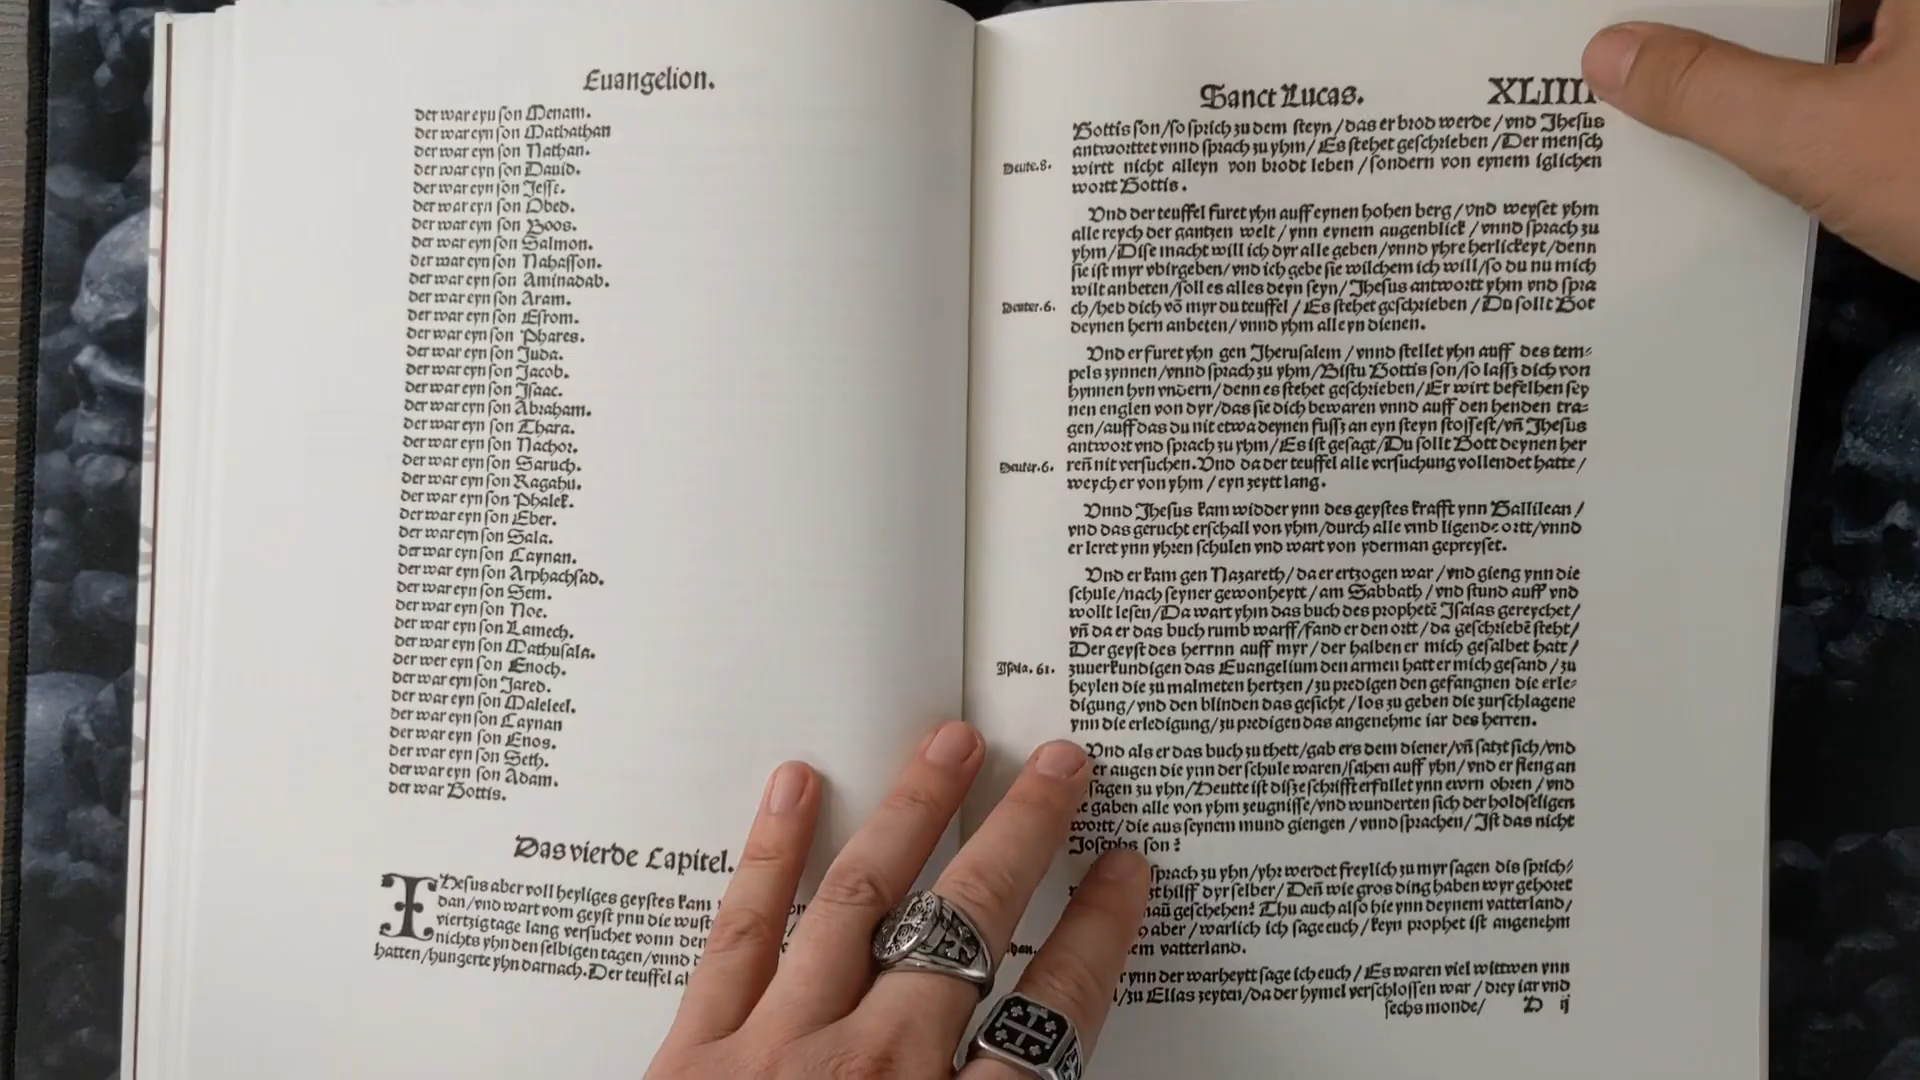 Euangelion.
der war eyn son Menam.
der war eyn son Mathathan
der war eyn son Nathan.
der war eyn son Dauid.
der war eyn son Jesse.
der war eyn son Obed.
der war eyn son Boos.
der war eyn son Salmon.
der war eyn son Nahasson.
der war eyn son Aminadab.
der war eyn son Aram.
der war eyn son Esrom.
der war eyn son Phares.
der war eyn son Juda.
der war eyn son Jacob.
der war eyn son Jsaac.
der war eyn son Abraham.
der war eyn son Thara.
der war eyn son Nachor.
der war eyn son Saruch.
der war eyn son Ragahu.
der war eyn son Phalek.
der war eyn son Eber.
der war eyn son Sala.
der war eyn son Caynan.
der war eyn son Arphachsad.
der war eyn son Sem.
der war eyn son Noe.
der war eyn son Lamech.
der war eyn son Mathusala.
der wer eyn son Enoch.
der war eyn son Jared.
der war eyn son Maleleel.
der war eyn son Caynan
der war eyn son Enos.
der war eyn son Seth.
der war eyn son Adam.
der war Gottis.
Das vierde Capitel.
JHesus aber voll heyliges geystes kam
dan/vnd wart vom geyst ynn die wust
viertzig tage lang versuchet vonn dem
nichts yhn den selbigen tagen/vnnd
hatten/hungerte yhn darnach. Der teuffel
Sanct Lucas. XLIIII
Gottis son/so sprich zu dem steyn/das er brod werde/vnd Jhesus
antworttet vnnd sprach zu yhm/Es stehet geschrieben/Der mensch
Deute.8. wirtt nicht alleyn von brodt leben/sondern von eynem iglichen
wortt Gottis.
Vnd der teuffel furet yhn auff eynen hohen berg/vnd weyset yhm
alle reych der gantzen welt/ynn eynem augenblick/vnnd sprach zu
yhm/Dise macht will ich dyr alle geben/vnnd yhre herlickeyt/denn
sie ist myr vbirgeben/vnd ich gebe sie wilchem ich will/so du nu mich
wilt anbeten/soll es alles deyn seyn/Jhesus antwortt yhm vnd spra
Deuter.6. ch/heb dich võ myr du teuffel/Es stehet geschrieben/Du sollt Got
deynen hern anbeten/vnnd yhm alleyn dienen.
Vnd er furet yhn gen Jherusalem/vnnd stellet yhn auff des tem⸗
pels zynnen/vnnd sprach zu yhm/Bistu Gottis son/so lassz dich von
hynnen hyn vndern/denn es stehet geschrieben/Er wirt befelhen sey
nen englen von dyr/das sie dich bewaren vnnd auff den henden tra⸗
gen/auff das du nit etwa deynen fussz an eyn steyn stossest/vñ Jhesus
antwort vnd sprach zu yhm/Es ist gesagt/Du sollt Gott deynen her
Deuter.6. reñ nit versuchen. Vnd da der teuffel alle versuchung vollendet hatte/
weych er von yhm/eyn zeytt lang.
Vnnd Jhesus kam widder ynn des geystes krafft ynn Gallilean/
vnd das gerucht erschall von yhm/durch alle vmb ligende ortt/vnnd
er leret ynn yhren schulen vnd wart von yderman gepreyset.
Vnd er kam gen Nazareth/da er ertzogen war/vnd gieng ynn die
schule/nach seyner gewonheytt/am Sabbath/vnd stund auff vnd
wollt lesen/Da wart yhm das buch des prophetẽ Jsaias gereychet/
vñ da er das buch rumb warff/fand er den ortt/da geschriebẽ steht/
Der geyst des herrnn auff myr/der halben er mich gesalbet hatt/
Jsaia.61. zuuerkundigen das Euangelium den armen hatt er mich gesand/zu
heylen die zu malmeten hertzen/zu predigen den gefangnen die erle⸗
digung/vnd den blinden das gesicht/los zu geben die zurschlagene
ynn die erledigung/zu predigen das angenehme iar des herren.
Vnd als er das buch zu thett/gab ers dem diener/vñ satzt sich/vnd
er augen die ynn der schule waren/sahen auff yhn/vnd er fieng an
sagen zu yhn/Heutte ist disze schrifft erfullet ynn ewrn ohren/vnd
gaben alle von yhm zeugnisse/vnd wunderten sich der holdseligen
wortt/die aus seynem mund giengen/vnnd sprachen/Jst das nicht
Josephs son?
sprach zu yhn/yhr werdet freylich zu myr sagen dis sprich⸗
hilff dyr selber/Deñ wie gros ding haben wyr gehoret
geschehen? Thu auch also hie ynn deynem vatterland/
aber/warlich ich sage euch/keyn prophet ist angenehm
vatterland.
ynn der warheytt sage ich euch/Es waren viel wittwen ynn
/zu Elias zeyten/da der hymel verschlossen war/drey iar vnd
sechs monde/ D ij